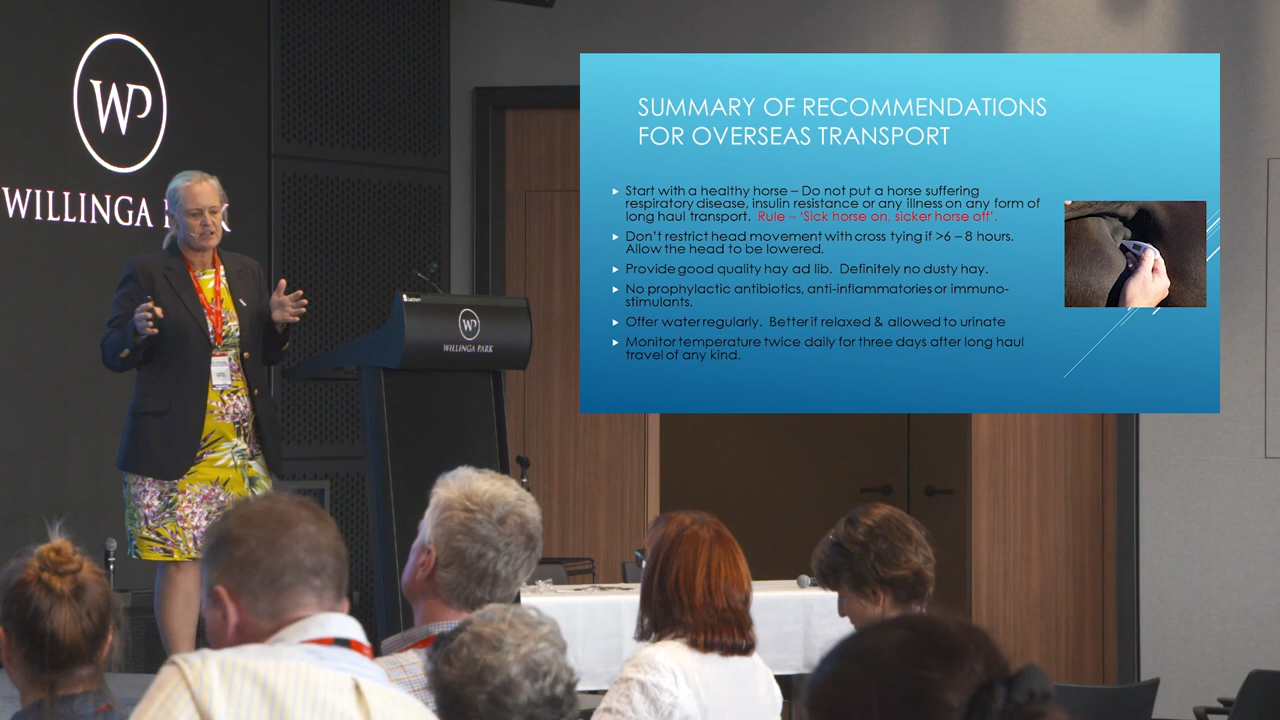 WP
WILLINGA PARK
SUMMARY OF RECOMMENDATIONS
FOR OVERSEAS TRANSPORT
Start with a healthy horse – Do not put a horse suffering
respiratory disease, insulin resistance or any illness on any form of
long haul transport. Rule – 'Sick horse on, sicker horse off'.
Don't restrict head movement with cross tying if >6 – 8 hours.
Allow the head to be lowered.
Provide good quality hay ad lib. Definitely no dusty hay.
No prophylactic antibiotics, anti-inflammatories or immuno-
stimulants.
Offer water regularly. Better if relaxed & allowed to urinate
Monitor temperature twice daily for three days after long haul
travel of any kind.
WP
WILLINGA PARK